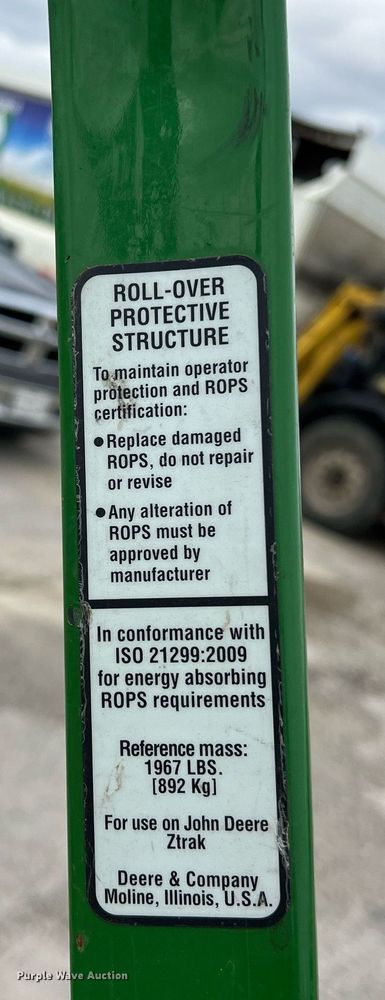 ROLL-OVER
PROTECTIVE
STRUCTURE
To maintain operator
protection and ROPS
certification:
●Replace damaged
ROPS, do not repair
or revise
●Any alteration of
ROPS must be
approved by
manufacturer
In conformance with
ISO 21299:2009
for energy absorbing
ROPS requirements
Reference mass:
1967 LBS.
[892 Kg]
For use on John Deere
Ztrak
Deere & Company
Moline, Illinois, U.S.A.
Purple Wave Auction